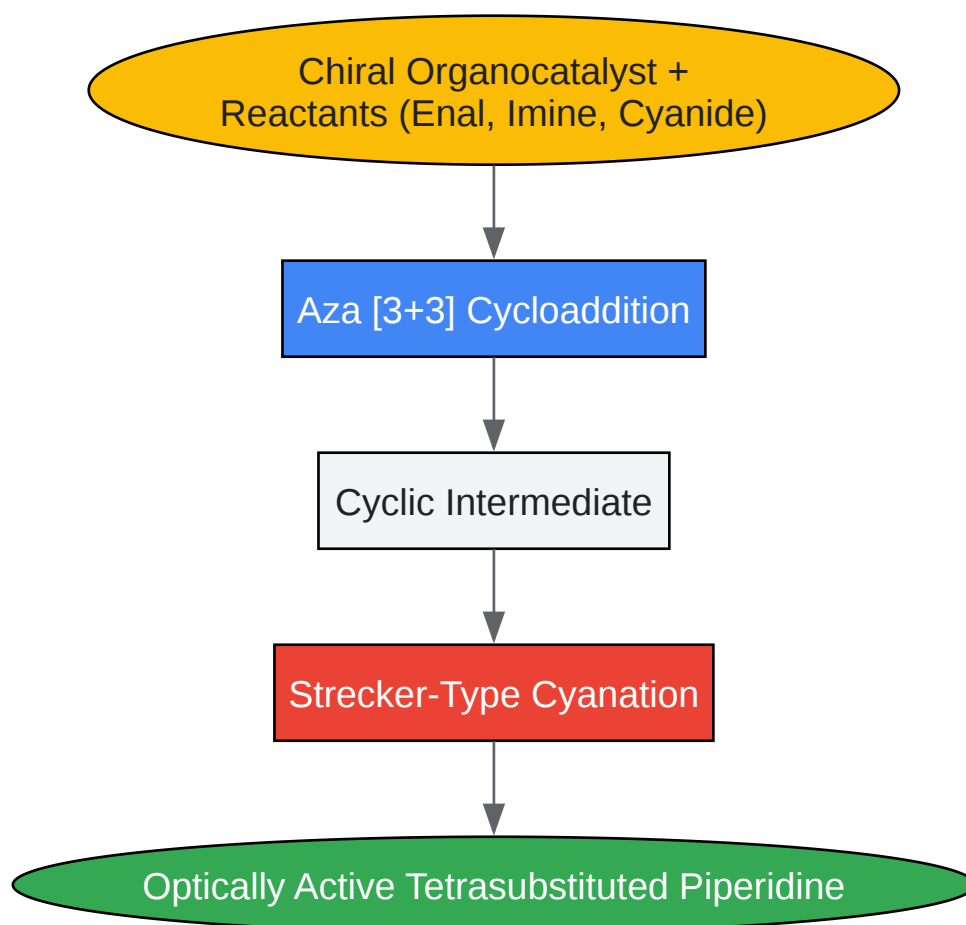 Chiral Organocatalyst +
Reactants (Enal, Imine, Cyanide)
Aza [3+3] Cycloaddition
Cyclic Intermediate
Strecker-Type Cyanation
Optically Active Tetrasubstituted Piperidine